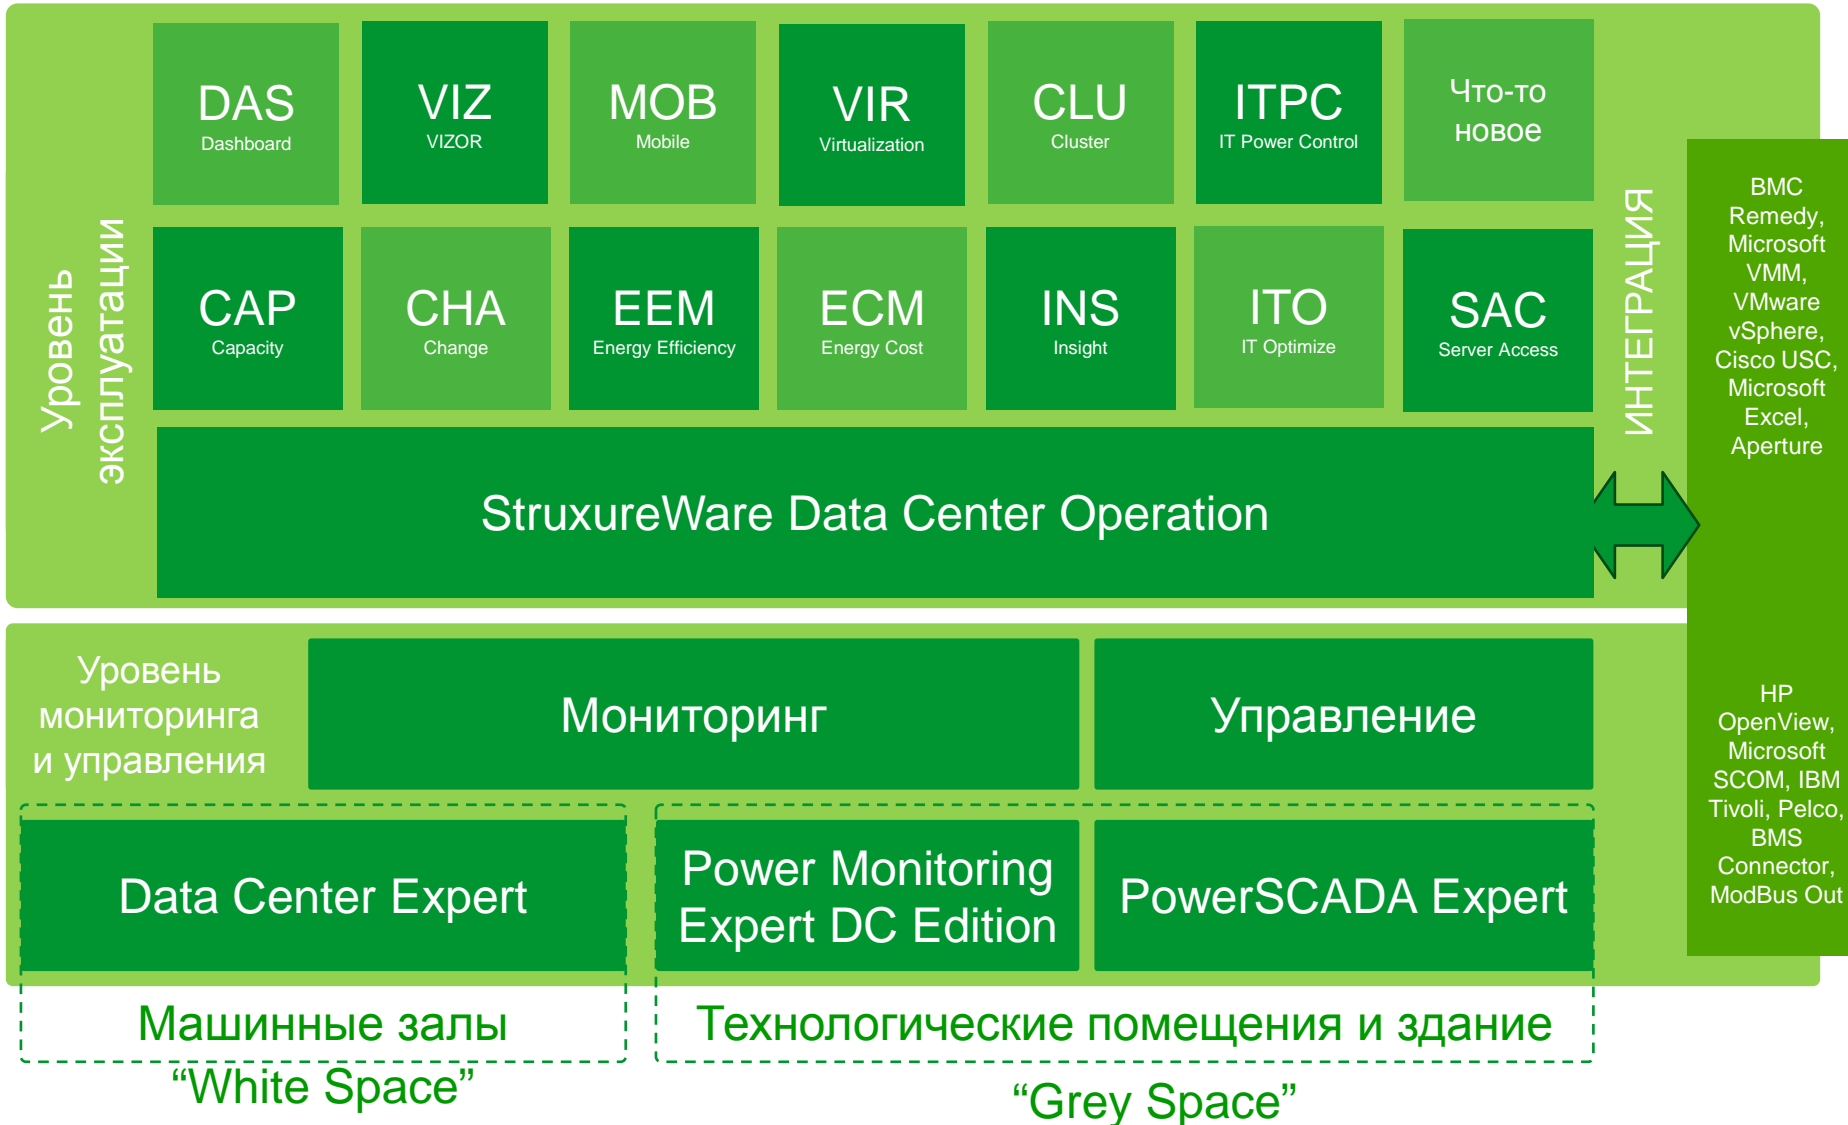 Уровень
эксплуатации
DAS
Dashboard
VIZ
VIZOR
MOB
Mobile
VIR
Virtualization
CLU
Cluster
ITPC
IT Power Control
Что-то
новое
CAP
Capacity
CHA
Change
EEM
Energy Efficiency
ECM
Energy Cost
INS
Insight
ITO
IT Optimize
SAC
Server Access
StruxureWare Data Center Operation
ИНТЕГРАЦИЯ
BMC
Remedy,
Microsoft
VMM,
VMware
vSphere,
Cisco USC,
Microsoft
Excel,
Aperture
Уровень
мониторинга
и управления
Мониторинг
Управление
Data Center Expert
Power Monitoring
Expert DC Edition
PowerSCADA Expert
HP
OpenView,
Microsoft
SCOM, IBM
Tivoli, Pelco,
BMS
Connector,
ModBus Out
Машинные залы
“White Space”
Технологические помещения и здание
“Grey Space”